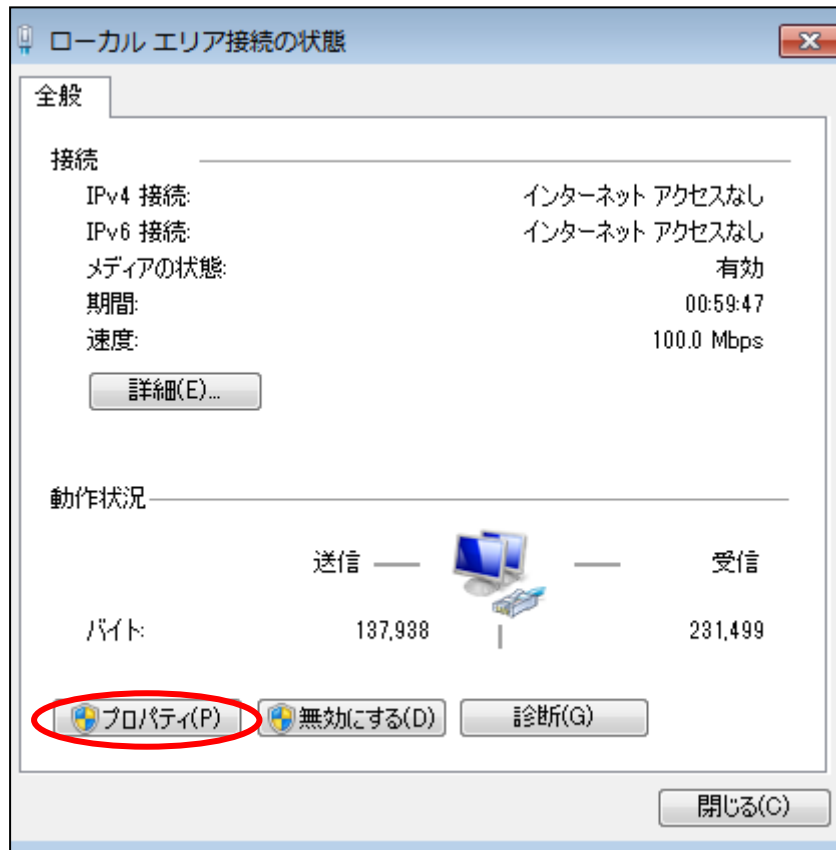 ローカル エリア接続の状態
全般
接続
IPv4 接続: インターネット アクセスなし
IPv6 接続: インターネット アクセスなし
メディアの状態: 有効
期間: 00:59:47
速度: 100.0 Mbps
詳細(E)...
動作状況
送信 受信
バイト: 137,938 231,499
プロパティ(P) 無効にする(D) 診断(G)
閉じる(C)